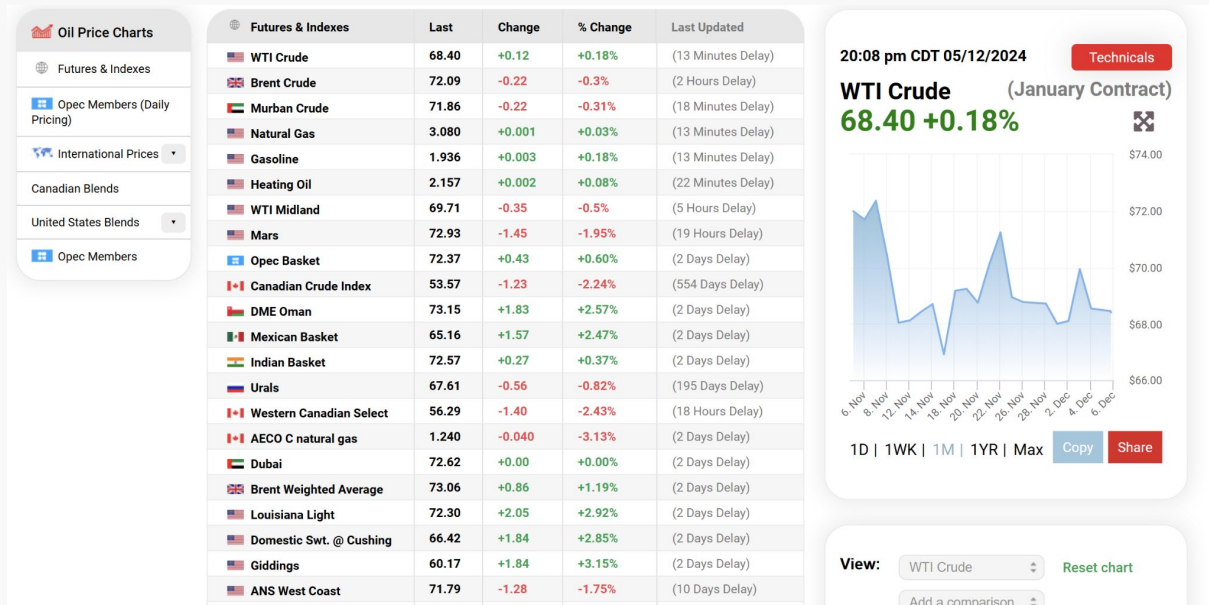 Oil Price Charts
Futures & Indexes
Opec Members (Daily
Pricing)
International Prices
Canadian Blends
United States Blends
Opec Members
Futures & Indexes Last Change % Change Last Updated
WTI Crude 68.40 +0.12 +0.18% (13 Minutes Delay)
Brent Crude 72.09 -0.22 -0.3% (2 Hours Delay)
Murban Crude 71.86 -0.22 -0.31% (18 Minutes Delay)
Natural Gas 3.080 +0.001 +0.03% (13 Minutes Delay)
Gasoline 1.936 +0.003 +0.18% (13 Minutes Delay)
Heating Oil 2.157 +0.002 +0.08% (22 Minutes Delay)
WTI Midland 69.71 -0.35 -0.5% (5 Hours Delay)
Mars 72.93 -1.45 -1.95% (19 Hours Delay)
Opec Basket 72.37 +0.43 +0.60% (2 Days Delay)
Canadian Crude Index 53.57 -1.23 -2.24% (554 Days Delay)
DME Oman 73.15 +1.83 +2.57% (2 Days Delay)
Mexican Basket 65.16 +1.57 +2.47% (2 Days Delay)
Indian Basket 72.57 +0.27 +0.37% (2 Days Delay)
Urals 67.61 -0.56 -0.82% (195 Days Delay)
Western Canadian Select 56.29 -1.40 -2.43% (18 Hours Delay)
AECO C natural gas 1.240 -0.040 -3.13% (2 Days Delay)
Dubai 72.62 +0.00 +0.00% (2 Days Delay)
Brent Weighted Average 73.06 +0.86 +1.19% (2 Days Delay)
Louisiana Light 72.30 +2.05 +2.92% (2 Days Delay)
Domestic Swt. @ Cushing 66.42 +1.84 +2.85% (2 Days Delay)
Giddings 60.17 +1.84 +3.15% (2 Days Delay)
ANS West Coast 71.79 -1.28 -1.75% (10 Days Delay)
20:08 pm CDT 05/12/2024 Technicals
WTI Crude (January Contract)
68.40 +0.18%
$74.00
$72.00
$70.00
$68.00
$66.00
6. Nov 8. Nov 12. Nov 14. Nov 18. Nov 20. Nov 22. Nov 26. Nov 28. Nov 2. Dec 4. Dec 6. Dec
1D | 1WK | 1M | 1YR | Max Copy Share
View: WTI Crude Reset chart
Add a comparison